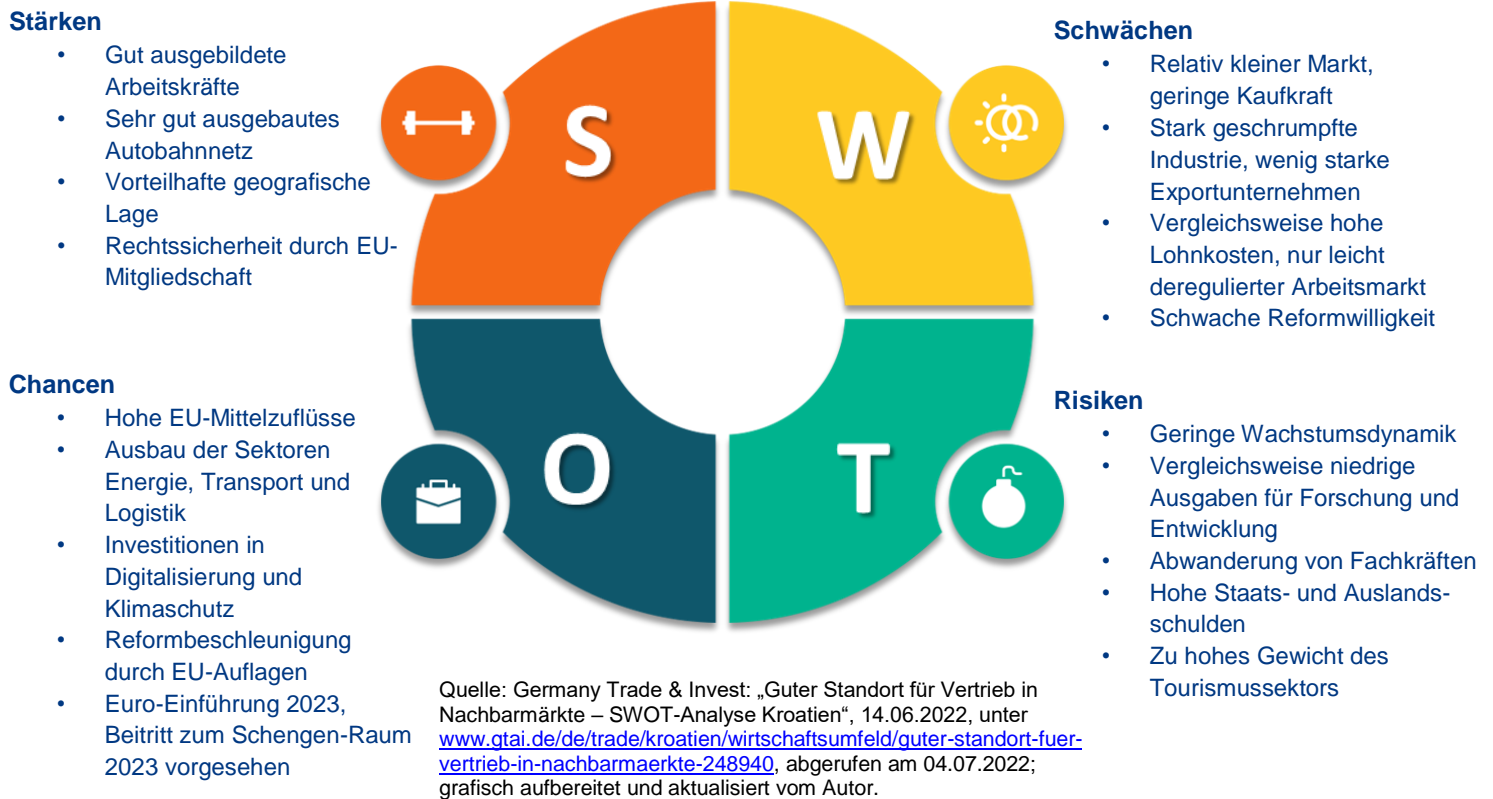 Stärken
• Gut ausgebildete
Arbeitskräfte
• Sehr gut ausgebautes
Autobahnnetz
• Vorteilhafte geografische
Lage
• Rechtssicherheit durch EU-
Mitgliedschaft
Chancen
• Hohe EU-Mittelzuflüsse
• Ausbau der Sektoren
Energie, Transport und
Logistik
• Investitionen in
Digitalisierung und
Klimaschutz
• Reformbeschleunigung
durch EU-Auflagen
• Euro-Einführung 2023,
Beitritt zum Schengen-Raum
2023 vorgesehen
S
W
O
T
Schwächen
• Relativ kleiner Markt,
geringe Kaufkraft
• Stark geschrumpfte
Industrie, wenig starke
Exportunternehmen
• Vergleichsweise hohe
Lohnkosten, nur leicht
deregulierter Arbeitsmarkt
• Schwache Reformwilligkeit
Risiken
• Geringe Wachstumsdynamik
• Vergleichsweise niedrige
Ausgaben für Forschung und
Entwicklung
• Abwanderung von Fachkräften
• Hohe Staats- und Auslands-
schulden
• Zu hohes Gewicht des
Tourismussektors
Quelle: Germany Trade & Invest: „Guter Standort für Vertrieb in
Nachbarmärkte – SWOT-Analyse Kroatien“, 14.06.2022, unter
www.gtai.de/de/trade/kroatien/wirtschaftsumfeld/guter-standort-fuer-
vertrieb-in-nachbarmaerkte-248940, abgerufen am 04.07.2022;
grafisch aufbereitet und aktualisiert vom Autor.